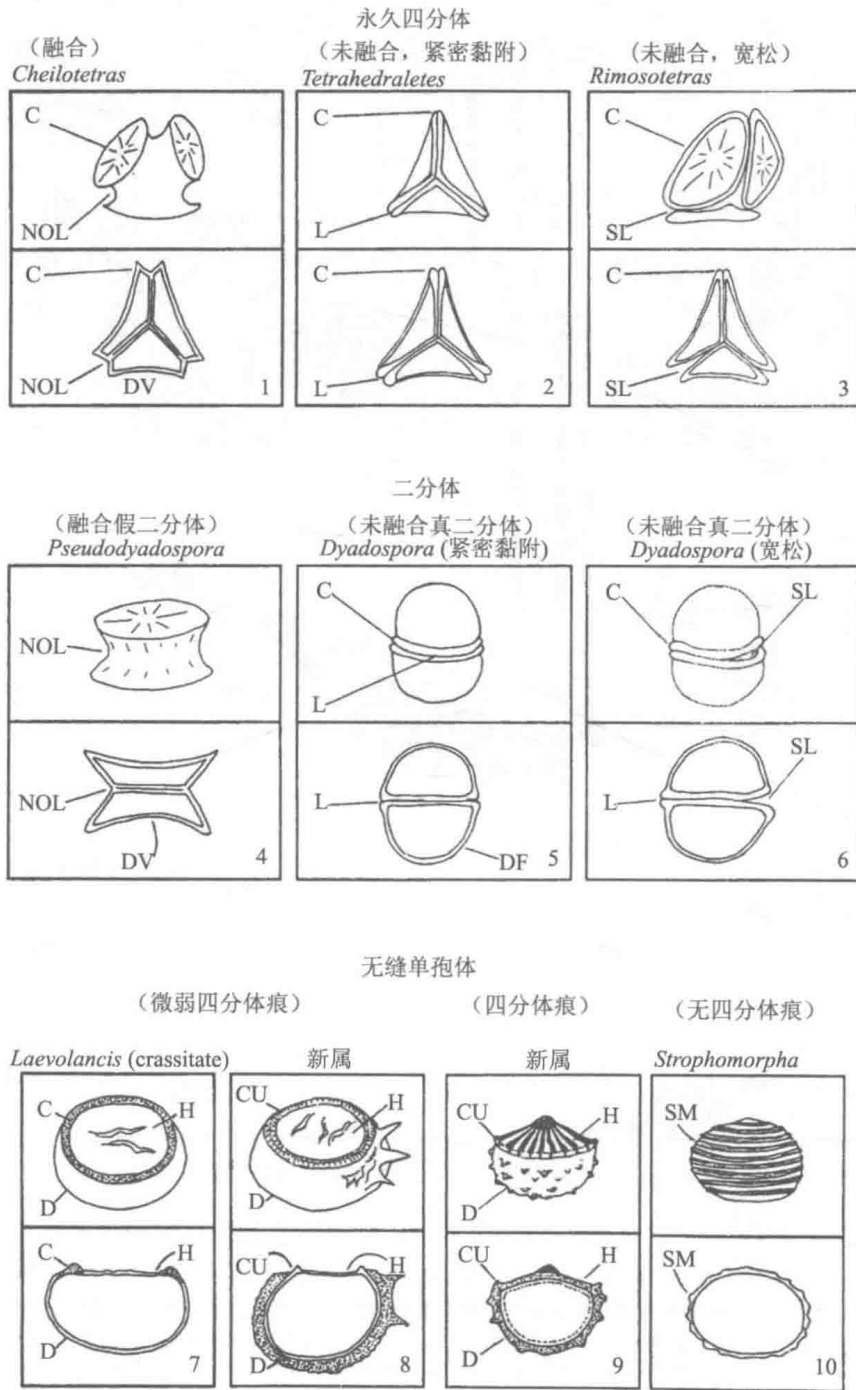 永久四分体
（融合） （未融合，紧密黏附） （未融合，宽松）
Cheilotetras Tetrahedraletes Rimosotetras
C C C
NOL L SL
C C C
NOL DV 1 L 2 SL 3
二分体
（融合假二分体） （未融合真二分体） （未融合真二分体）
Pseudodyadospora Dyadospora (紧密黏附) Dyadospora (宽松)
C C SL
NOL
L
SL
NOL L L
DV 4 DF 5 6
无缝单孢体
（微弱四分体痕） （四分体痕） （无四分体痕）
Laevolancis (crassitate) 新属 新属 Strophomorpha
C H CU H CU H SM
D D D
C H CU H CU H SM
D 7 D 8 D 9 10